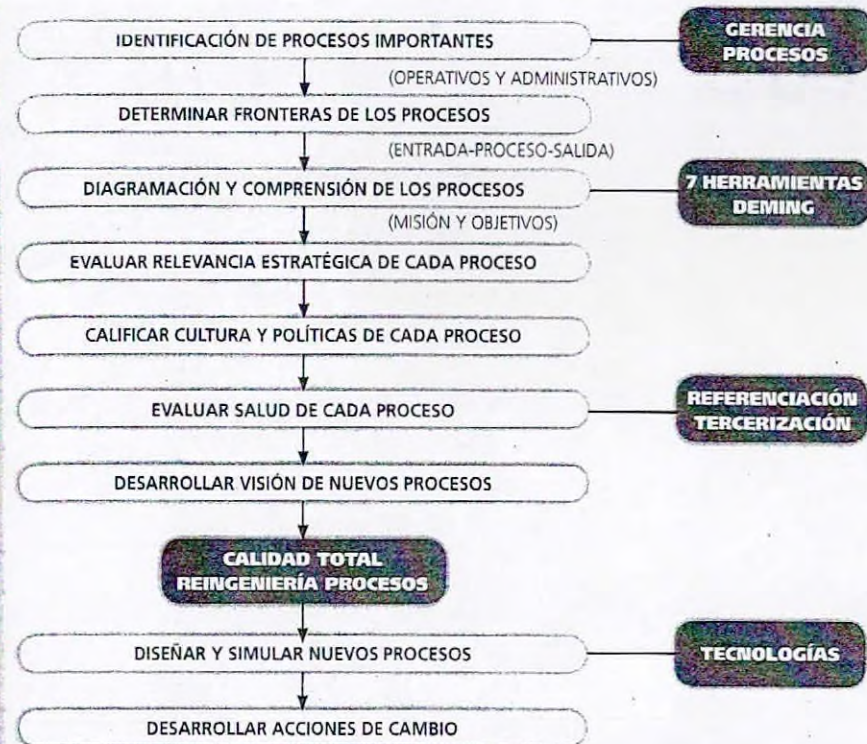 IDENTIFICACIÓN DE PROCESOS IMPORTANTES
GERENCIA
PROCESOS
(OPERATIVOS Y ADMINISTRATIVOS)
DETERMINAR FRONTERAS DE LOS PROCESOS
(ENTRADA-PROCESO-SALIDA)
DIAGRAMACIÓN Y COMPRENSIÓN DE LOS PROCESOS
7 HERRAMIENTAS
DEMING
(MISIÓN Y OBJETIVOS)
EVALUAR RELEVANCIA ESTRATÉGICA DE CADA PROCESO
CALIFICAR CULTURA Y POLÍTICAS DE CADA PROCESO
EVALUAR SALUD DE CADA PROCESO
REFERENCIACIÓN
TERCERIZACIÓN
DESARROLLAR VISIÓN DE NUEVOS PROCESOS
CALIDAD TOTAL
REINGENIERÍA PROCESOS
DISEÑAR Y SIMULAR NUEVOS PROCESOS
TECNOLOGÍAS
DESARROLLAR ACCIONES DE CAMBIO